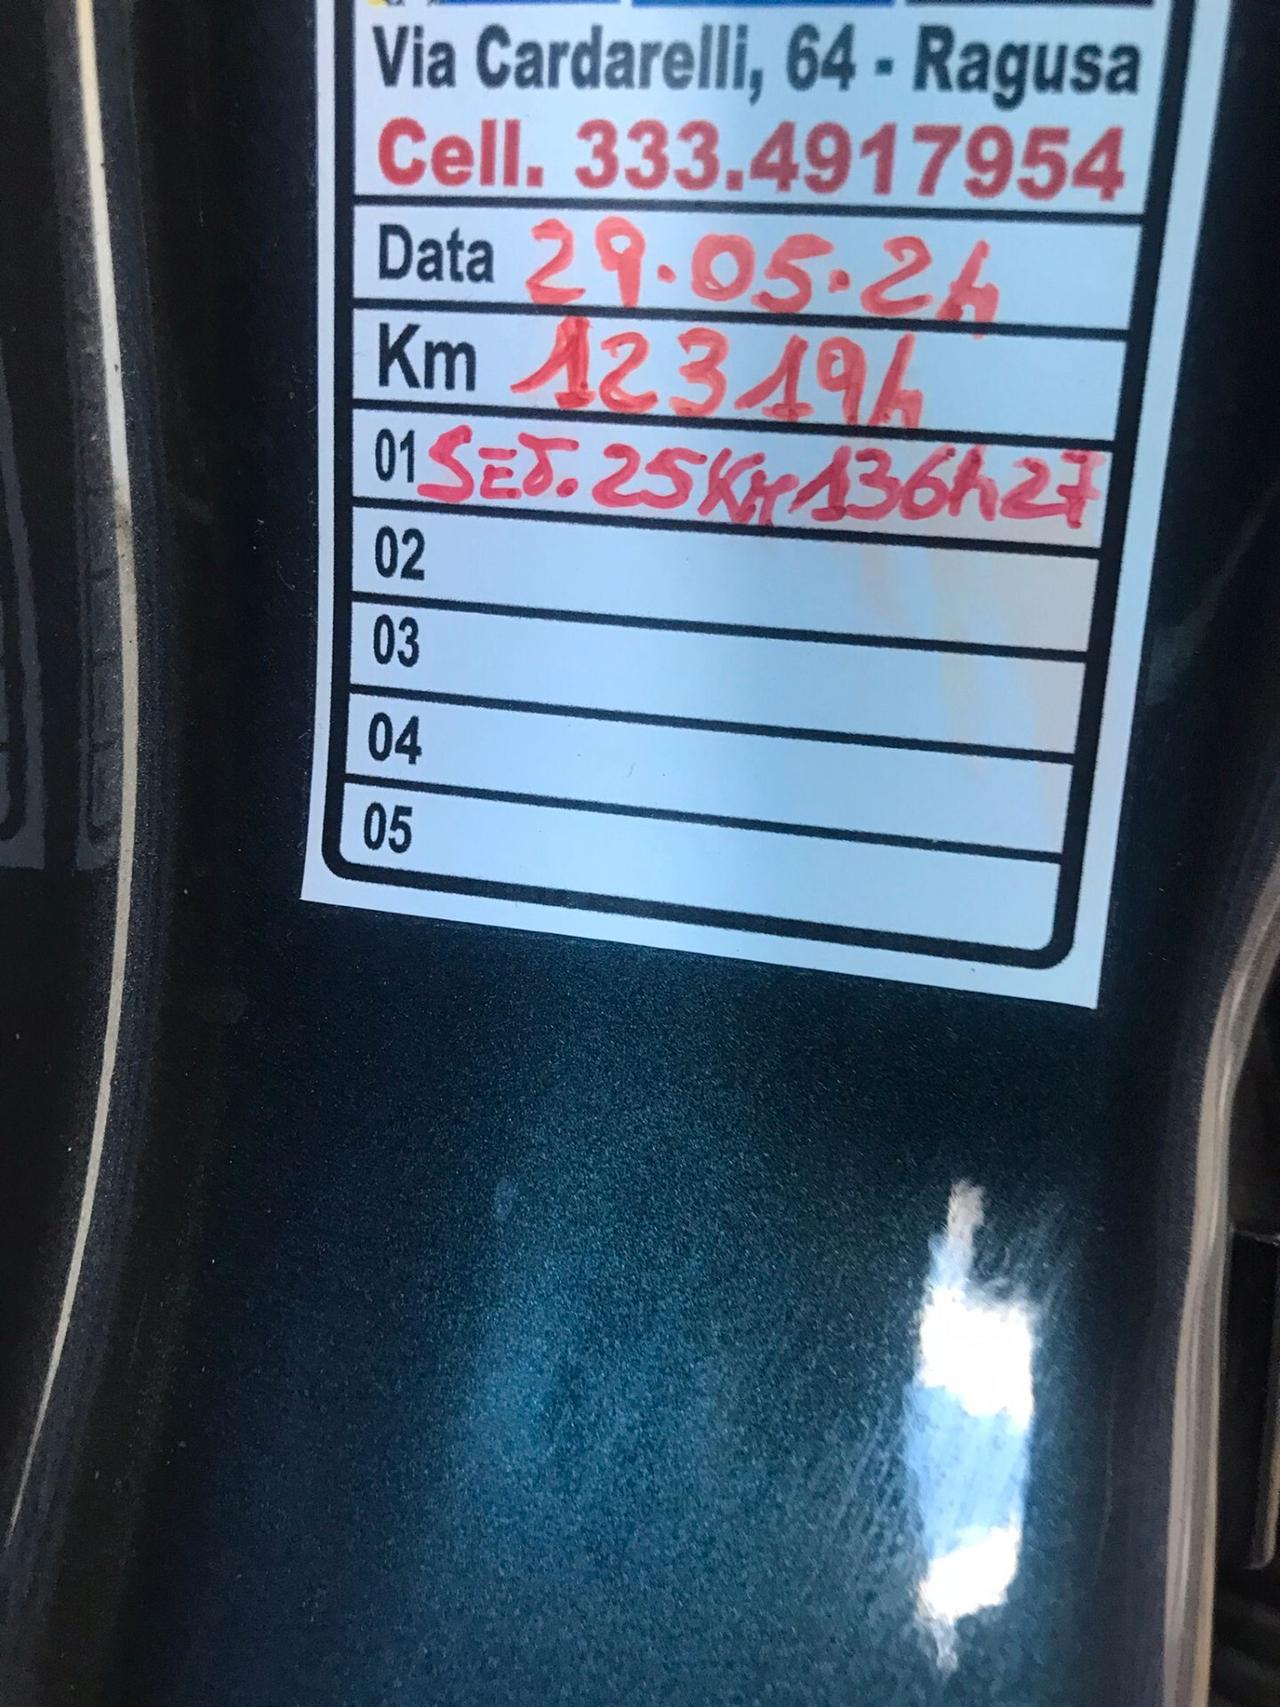 Via Cardarelli, 64 - Ragusa
Cell. 333.4917954
Data 29.05.24
Km 123194
01 SET. 25 KM 136427
02
03
04
05